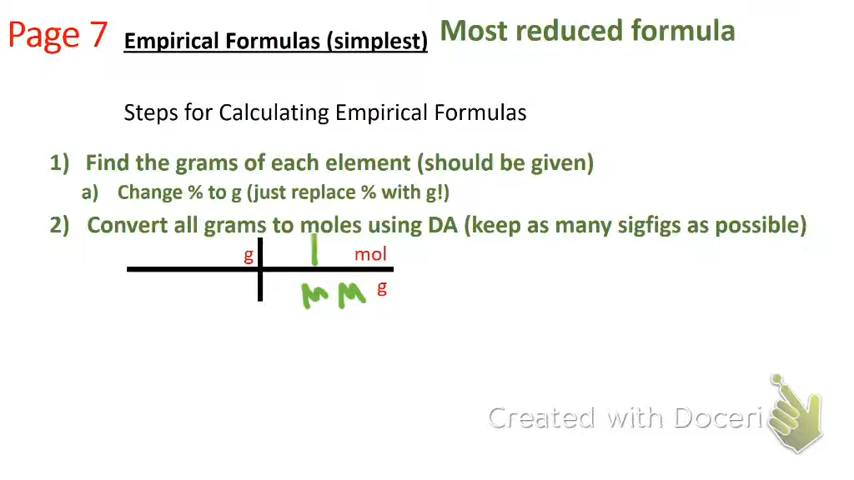 Page 7 Empirical Formulas (simplest) Most reduced formula
Steps for Calculating Empirical Formulas
1) Find the grams of each element (should be given)
a) Change % to g (just replace % with g!)
2) Convert all grams to moles using DA (keep as many sigfigs as possible)
g 1 mol
MM g
Created with Doceri